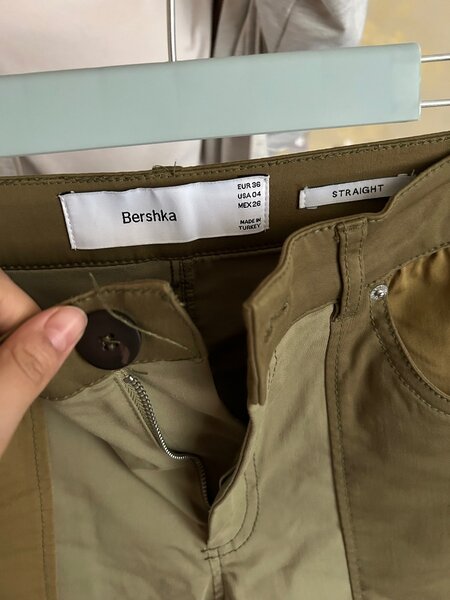 Bershka
EUR 36
USA 04
MEX 26
MADE IN
TURKEY
STRAIGHT